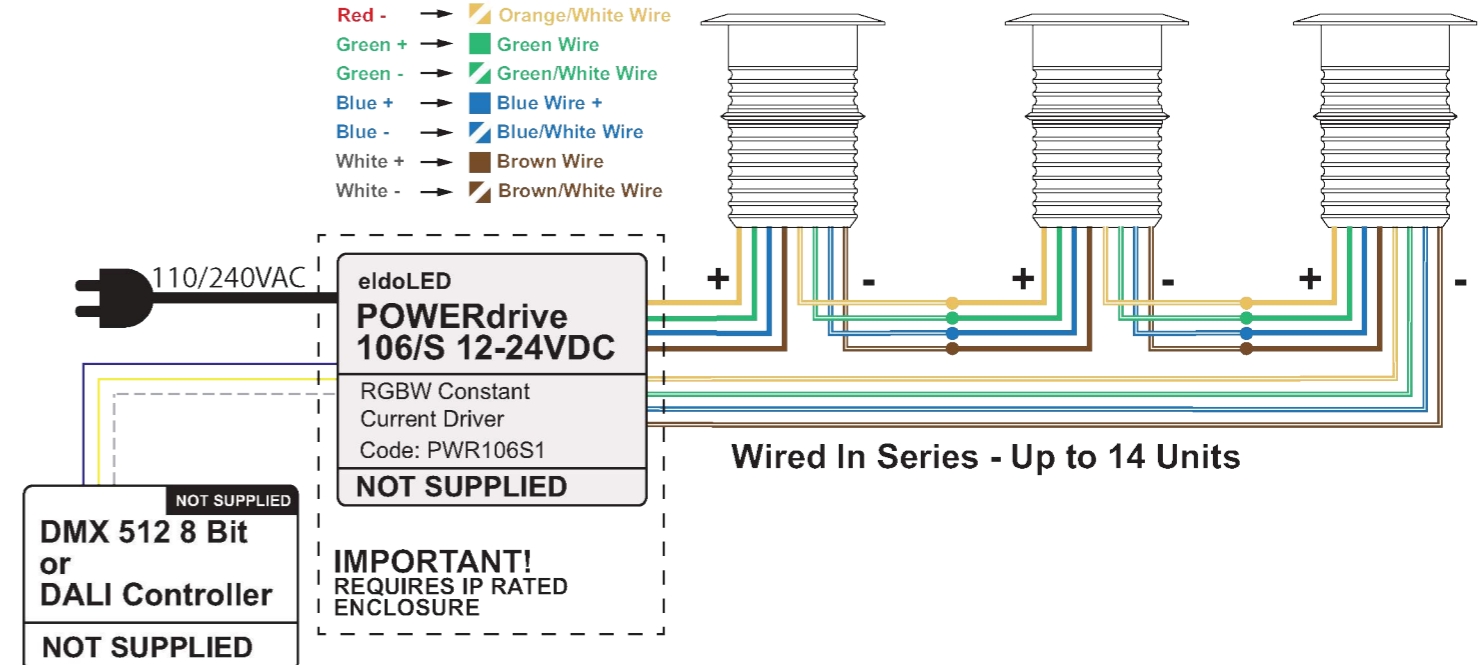 Red - Orange/White Wire
Green + Green Wire
Green - Green/White Wire
Blue + Blue Wire +
Blue - Blue/White Wire
White + Brown Wire
White - Brown/White Wire
110/240VAC
eldoLED
POWERdrive
106/S 12-24VDC
RGBW Constant
Current Driver
Code: PWR106S1
NOT SUPPLIED
IMPORTANT!
REQUIRES IP RATED
ENCLOSURE
+ - + - + -
Wired In Series - Up to 14 Units
NOT SUPPLIED
DMX 512 8 Bit
or
DALI Controller
NOT SUPPLIED